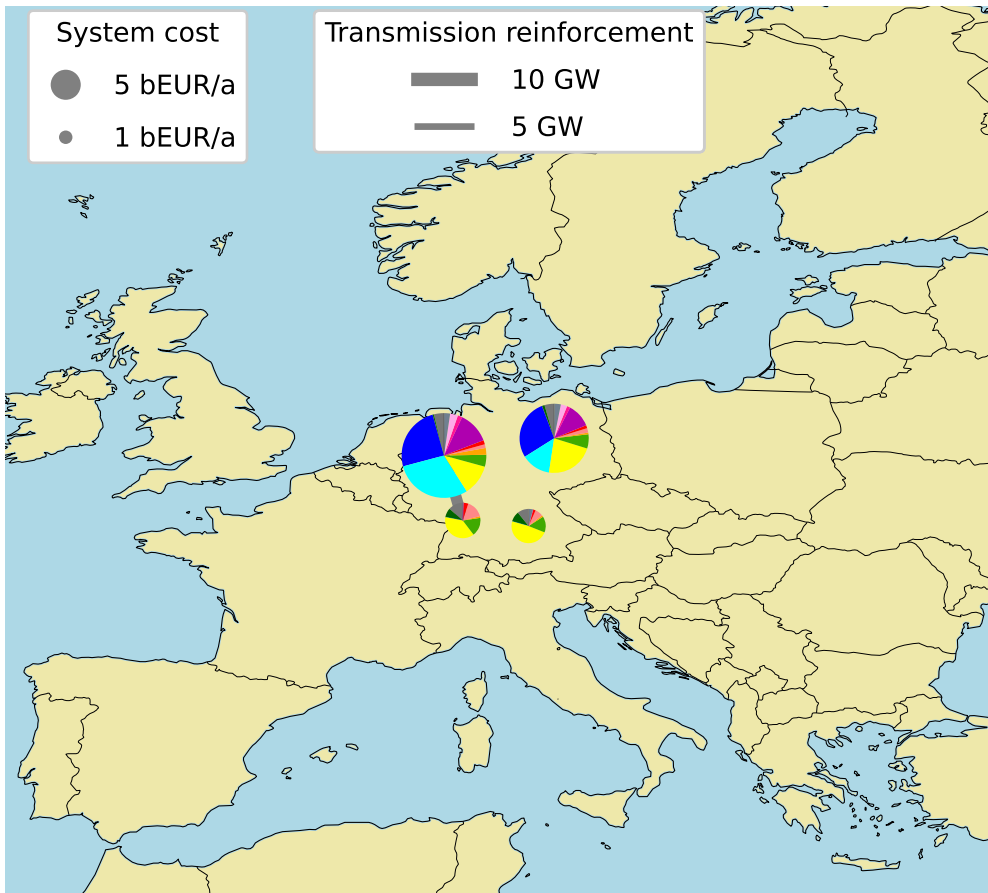 System cost
5 bEUR/a
1 bEUR/a
Transmission reinforcement
10 GW
5 GW